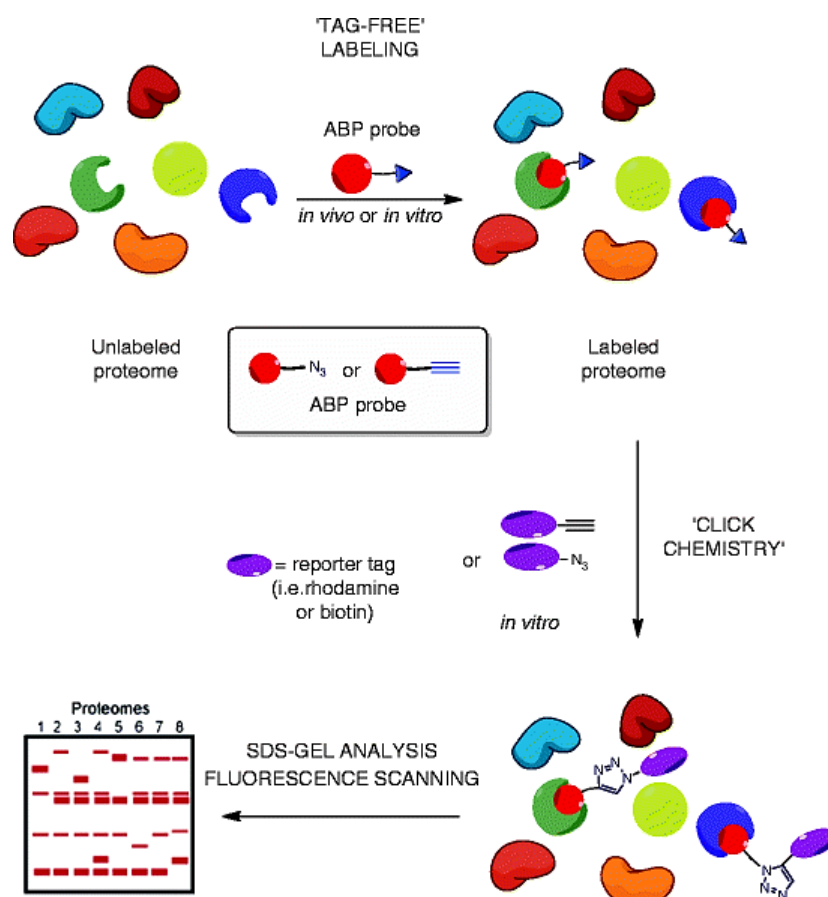 'TAG-FREE'
LABELING
ABP probe
in vivo or in vitro
Unlabeled
proteome
N3 or
ABP probe
Labeled
proteome
'CLICK
CHEMISTRY'
= reporter tag
(i.e.rhodamine
or biotin)
or
N3
in vitro
Proteomes
1 2 3 4 5 6 7 8
SDS-GEL ANALYSIS
FLUORESCENCE SCANNING
N
N
N
N
N
N